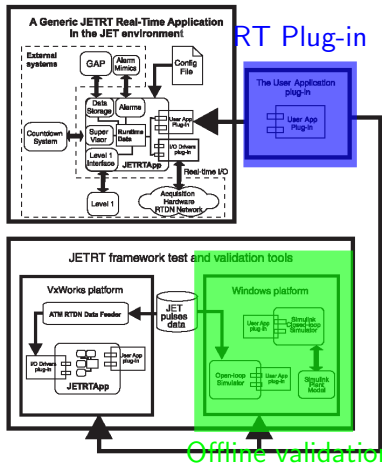 A Generic JETRT Real-Time Application
in the JET environment
RT Plug-in
External
systems
GAP
Alarm
Mimics
Config
File
The User Application
plug-in
User App
Plug-in
Data
Storage
Alarms
User App
Plug-in
Countdown
System
Super
Visor
Runtime
Data
I/O Drivers
plug-in
Level 1
Interface
JETRTApp
Real-time I/O
Level 1
Acquisition
Hardware
RTDN Network
JETRT framework test and validation tools
VxWorks platform
Windows platform
ATM RTDN Data Feeder
JET
pulses
data
Simulink
Closed-loop
Simulator
User App
plug-in
I/O Drivers
plug-in
User App
plug-in
JETRTApp
Open-loop
Simulator
User App
plug-in
Simulink
Plant
Model
Offline validation